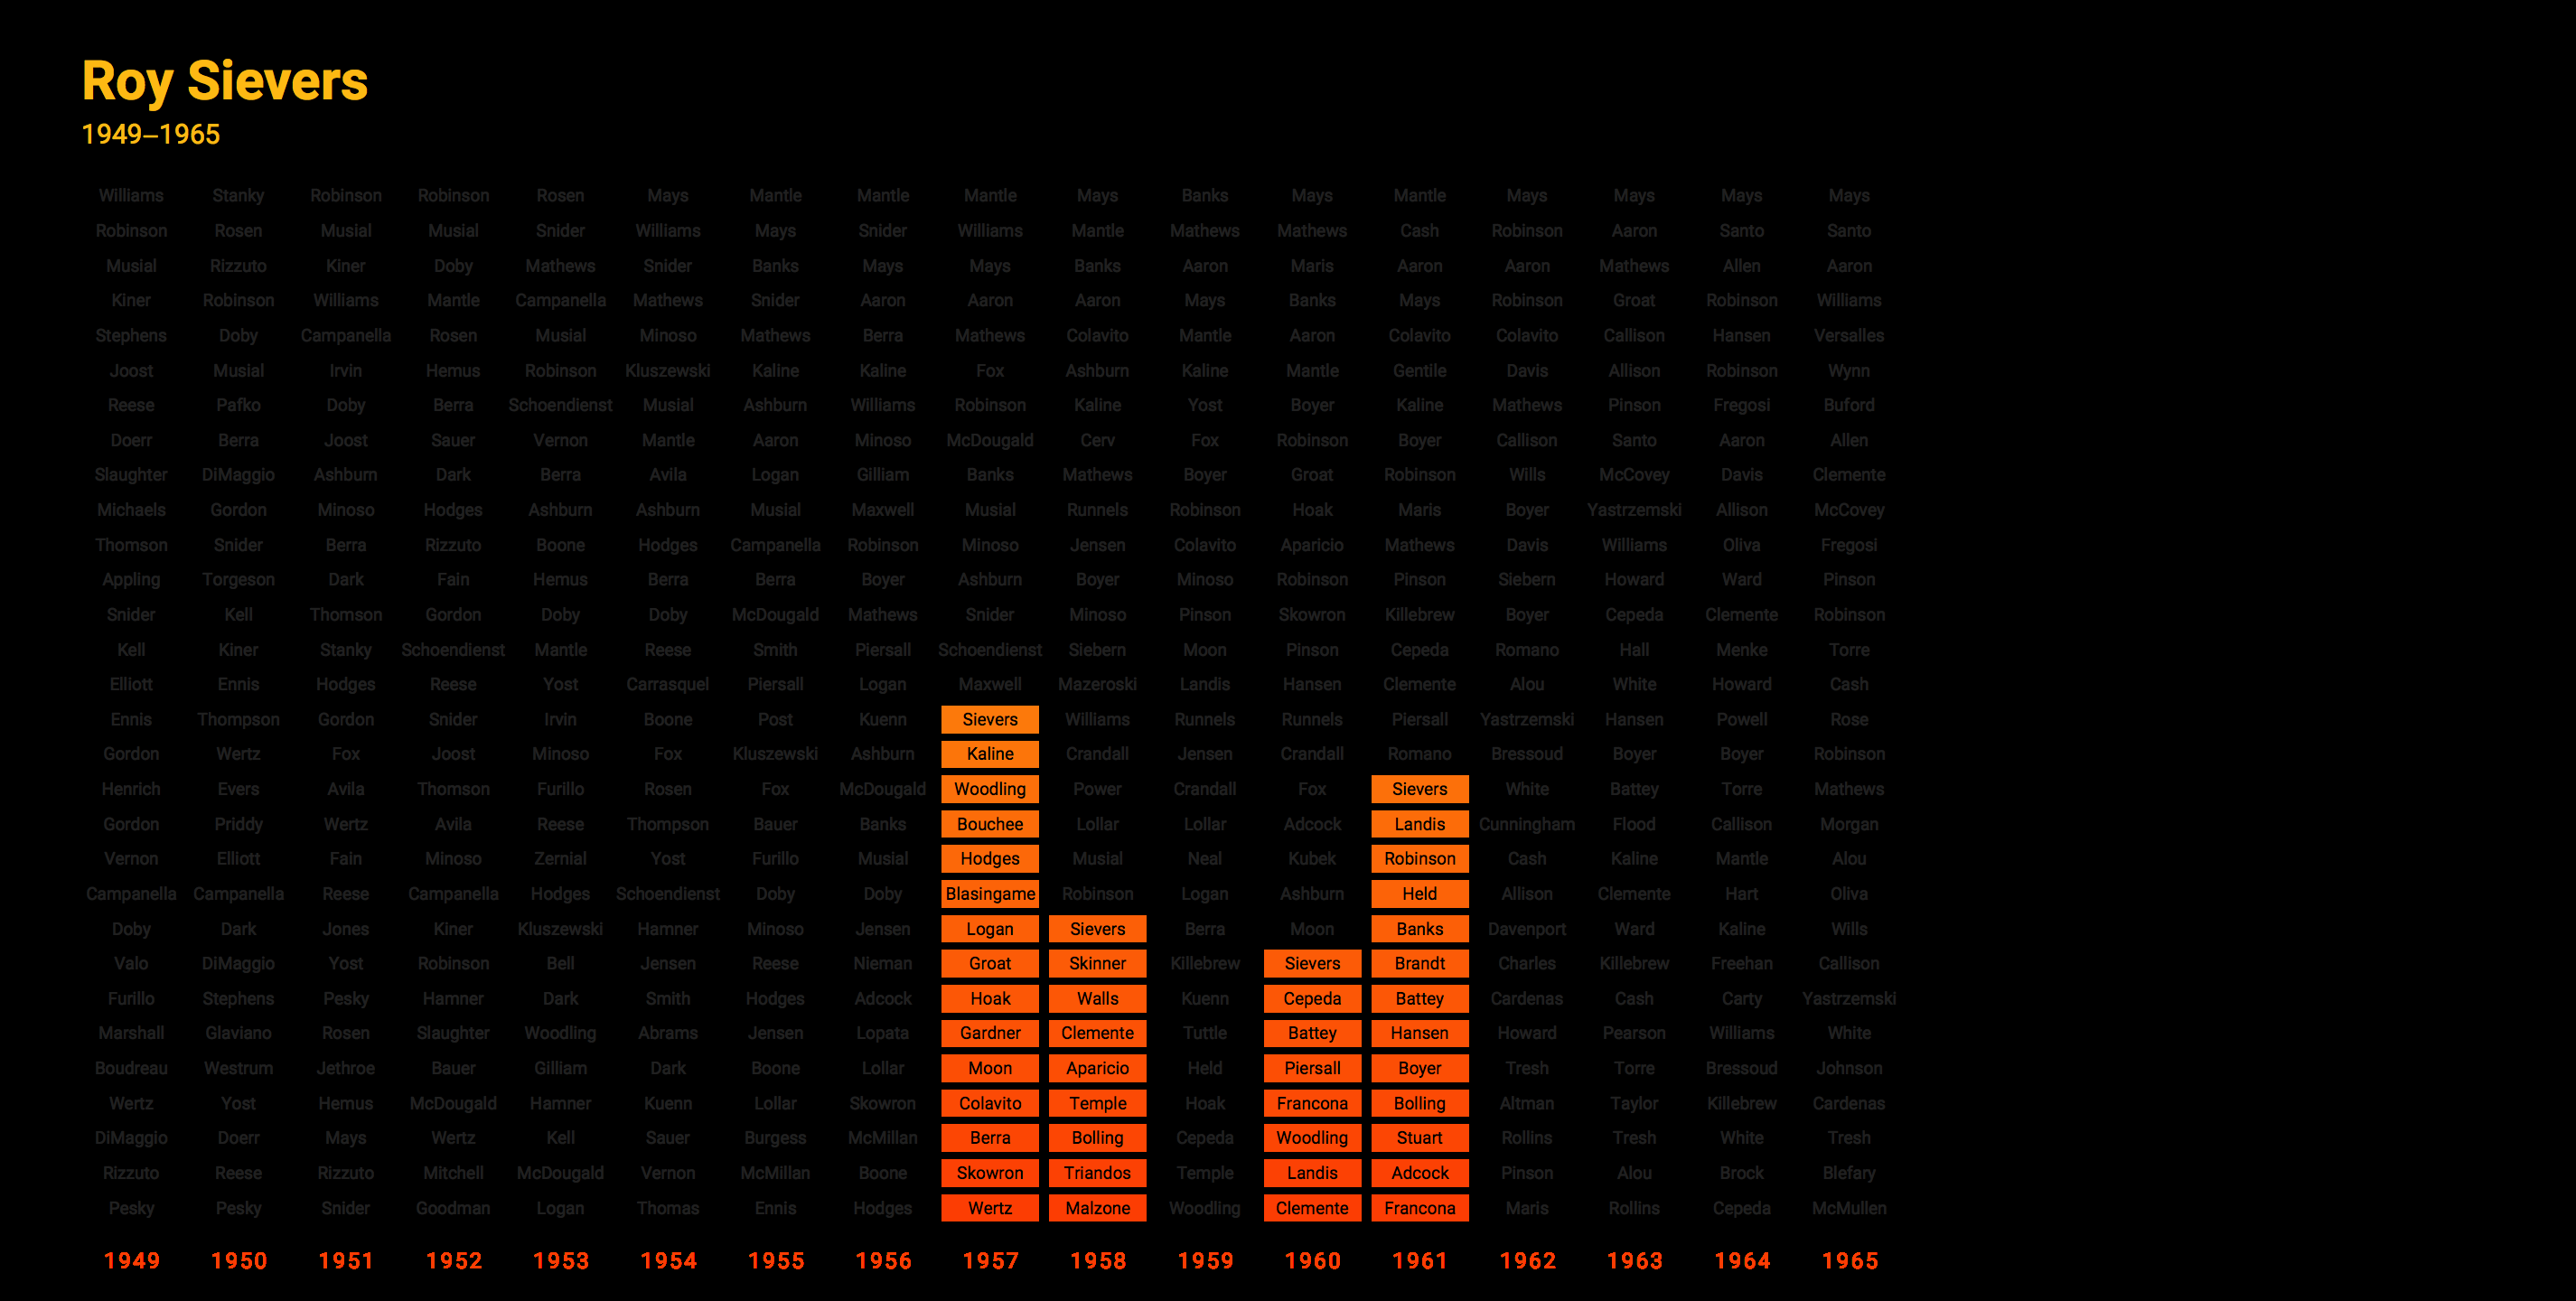 Roy Sievers
1949–1965
Williams Stanky Robinson Robinson Rosen Mays Mantle Mantle Mantle Mays Banks Mays Mantle Mays Mays Mays Mays
Robinson Rosen Musial Musial Snider Williams Mays Snider Williams Mantle Mathews Mathews Cash Robinson Aaron Santo Santo
Musial Rizzuto Kiner Doby Mathews Snider Banks Mays Mays Banks Aaron Maris Aaron Aaron Mathews Allen Aaron
Kiner Robinson Williams Mantle Campanella Mathews Snider Aaron Aaron Aaron Mays Banks Mays Robinson Groat Robinson Williams
Stephens Doby Campanella Rosen Musial Minoso Mathews Berra Mathews Colavito Mantle Aaron Colavito Colavito Callison Hansen Versalles
Joost Musial Irvin Hemus Robinson Kluszewski Kaline Kaline Fox Ashburn Kaline Mantle Gentile Davis Allison Robinson Wynn
Reese Pafko Doby Berra Schoendienst Musial Ashburn Williams Robinson Kaline Yost Boyer Kaline Mathews Pinson Fregosi Buford
Doerr Berra Joost Sauer Vernon Mantle Aaron Minoso McDougald Cerv Fox Robinson Boyer Callison Santo Aaron Allen
Slaughter DiMaggio Ashburn Dark Berra Avila Logan Gilliam Banks Mathews Boyer Groat Robinson Wills McCovey Davis Clemente
Michaels Gordon Minoso Hodges Ashburn Ashburn Musial Maxwell Musial Runnels Robinson Hoak Maris Boyer Yastrzemski Allison McCovey
Thomson Snider Berra Rizzuto Boone Hodges Campanella Robinson Minoso Jensen Colavito Aparicio Mathews Davis Williams Oliva Fregosi
Appling Torgeson Dark Fain Hemus Berra Berra Boyer Ashburn Boyer Minoso Robinson Pinson Siebern Howard Ward Pinson
Snider Kell Thomson Gordon Doby Doby McDougald Mathews Snider Minoso Pinson Skowron Killebrew Boyer Cepeda Clemente Robinson
Kell Kiner Stanky Schoendienst Mantle Reese Smith Piersall Schoendienst Siebern Moon Pinson Cepeda Romano Hall Menke Torre
Elliott Ennis Hodges Reese Yost Carrasquel Piersall Logan Maxwell Mazeroski Landis Hansen Clemente Alou White Howard Cash
Ennis Thompson Gordon Snider Irvin Boone Post Kuenn Sievers Williams Runnels Runnels Piersall Yastrzemski Hansen Powell Rose
Gordon Wertz Fox Joost Minoso Fox Kluszewski Ashburn Kaline Crandall Jensen Crandall Romano Bressoud Boyer Boyer Robinson
Henrich Evers Avila Thomson Furillo Rosen Fox McDougald Woodling Power Crandall Fox Sievers White Battey Torre Mathews
Gordon Priddy Wertz Avila Reese Thompson Bauer Banks Bouchee Lollar Lollar Adcock Landis Cunningham Flood Callison Morgan
Vernon Elliott Fain Minoso Zernial Yost Furillo Musial Hodges Musial Neal Kubek Robinson Cash Kaline Mantle Alou
Campanella Campanella Reese Campanella Hodges Schoendienst Doby Doby Blasingame Robinson Logan Ashburn Held Allison Clemente Hart Oliva
Doby Dark Jones Kiner Kluszewski Hamner Minoso Jensen Logan Sievers Berra Moon Banks Davenport Ward Kaline Wills
Valo DiMaggio Yost Robinson Bell Jensen Reese Nieman Groat Skinner Killebrew Sievers Brandt Charles Killebrew Freehan Callison
Furillo Stephens Pesky Hamner Dark Smith Hodges Adcock Hoak Walls Kuenn Cepeda Battey Cardenas Cash Carty Yastrzemski
Marshall Glaviano Rosen Slaughter Woodling Abrams Jensen Lopata Gardner Clemente Tuttle Battey Hansen Howard Pearson Williams White
Boudreau Westrum Jethroe Bauer Gilliam Dark Boone Lollar Moon Aparicio Held Piersall Boyer Tresh Torre Bressoud Johnson
Wertz Yost Hemus McDougald Hamner Kuenn Lollar Skowron Colavito Temple Hoak Francona Bolling Altman Taylor Killebrew Cardenas
DiMaggio Doerr Mays Wertz Kell Sauer Burgess McMillan Berra Bolling Cepeda Woodling Stuart Rollins Tresh White Tresh
Rizzuto Reese Rizzuto Mitchell McDougald Vernon McMillan Boone Skowron Triandos Temple Landis Adcock Pinson Alou Brock Blefary
Pesky Pesky Snider Goodman Logan Thomas Ennis Hodges Wertz Malzone Woodling Clemente Francona Maris Rollins Cepeda McMullen
1949 1950 1951 1952 1953 1954 1955 1956 1957 1958 1959 1960 1961 1962 1963 1964 1965